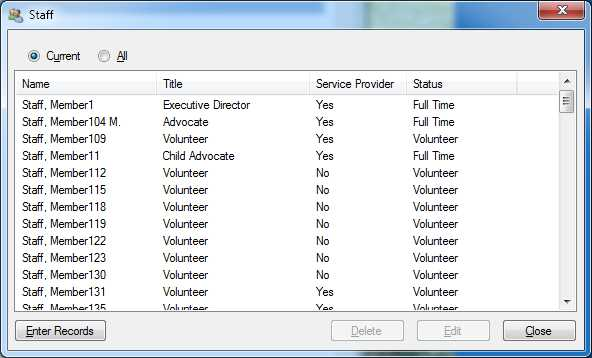 Staff
Current All
Name Title Service Provider Status
Staff, Member1 Executive Director Yes Full Time
Staff, Member104 M. Advocate Yes Full Time
Staff, Member109 Volunteer Yes Volunteer
Staff, Member11 Child Advocate Yes Full Time
Staff, Member112 Volunteer No Volunteer
Staff, Member115 Volunteer No Volunteer
Staff, Member118 Volunteer No Volunteer
Staff, Member119 Volunteer No Volunteer
Staff, Member122 Volunteer No Volunteer
Staff, Member123 Volunteer No Volunteer
Staff, Member130 Volunteer No Volunteer
Staff, Member131 Volunteer Yes Volunteer
Staff, Member135 Volunteer Yes Volunteer
Enter Records Delete Edit Close